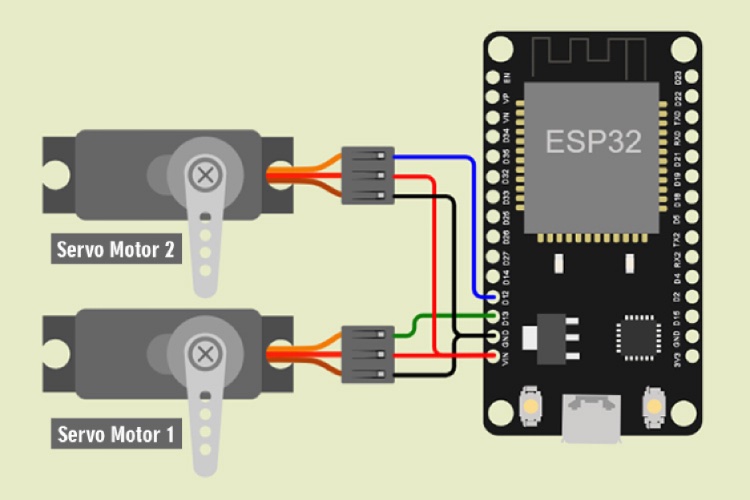 Servo Motor 2
Servo Motor 1
ESP32
EN
VP
VN
D34
D35
D32
D33
D25
D26
D27
D14
D12
D13
GND
VIN
D23
D22
TX0
RX0
D21
D19
D18
D5
TX2
RX2
D4
D2
D15
GND
3V3